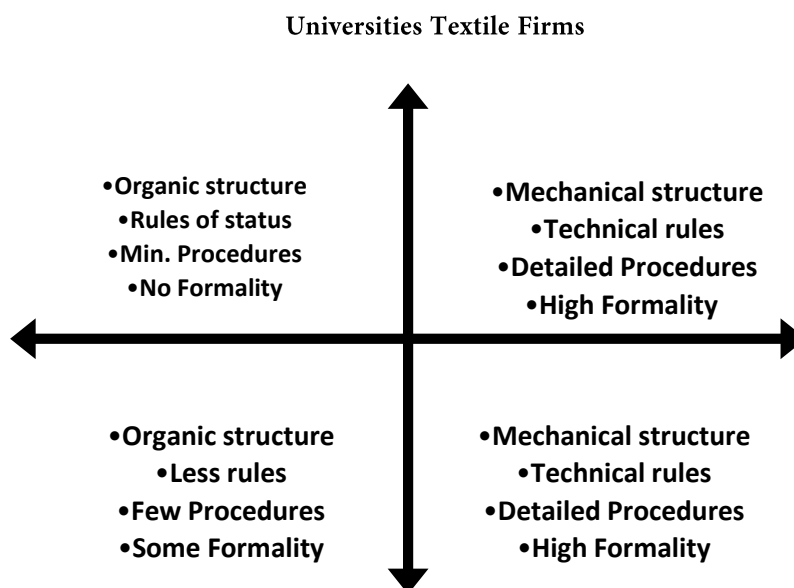 Universities Textile Firms
•Organic structure
•Rules of status
•Min. Procedures
•No Formality
•Mechanical structure
•Technical rules
•Detailed Procedures
•High Formality
•Organic structure
•Less rules
•Few Procedures
•Some Formality
•Mechanical structure
•Technical rules
•Detailed Procedures
•High Formality